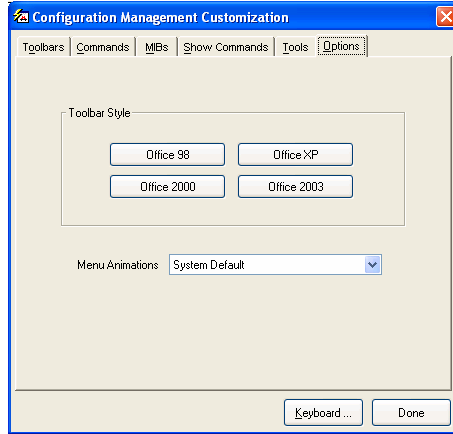 Configuration Management Customization
Toolbars Commands MIBs Show Commands Tools Options
Toolbar Style
Office 98 Office XP
Office 2000 Office 2003
Menu Animations System Default
Keyboard ... Done